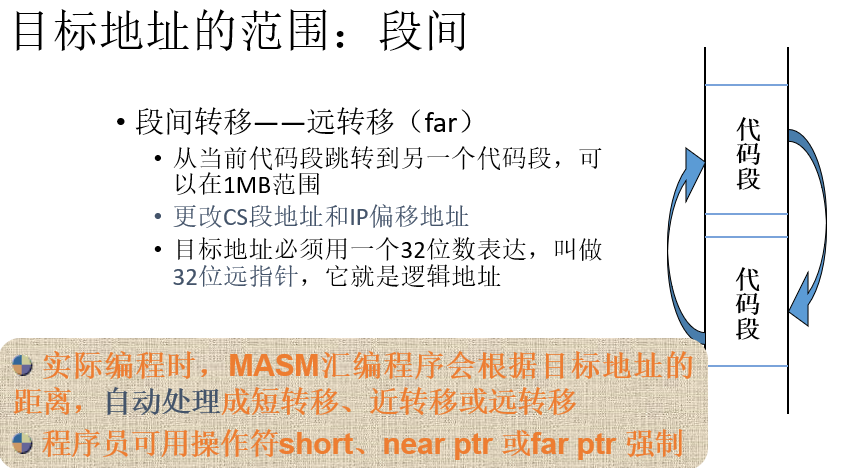 目标地址的范围：段间
• 段间转移——远转移（far）
• 从当前代码段跳转到另一个代码段，可
以在1MB范围
• 更改CS段地址和IP偏移地址
• 目标地址必须用一个32位数表达，叫做
32位远指针，它就是逻辑地址
代码段
代码段
实际编程时，MASM汇编程序会根据目标地址的
距离，自动处理成短转移、近转移或远转移
程序员可用操作符short、near ptr 或far ptr 强制